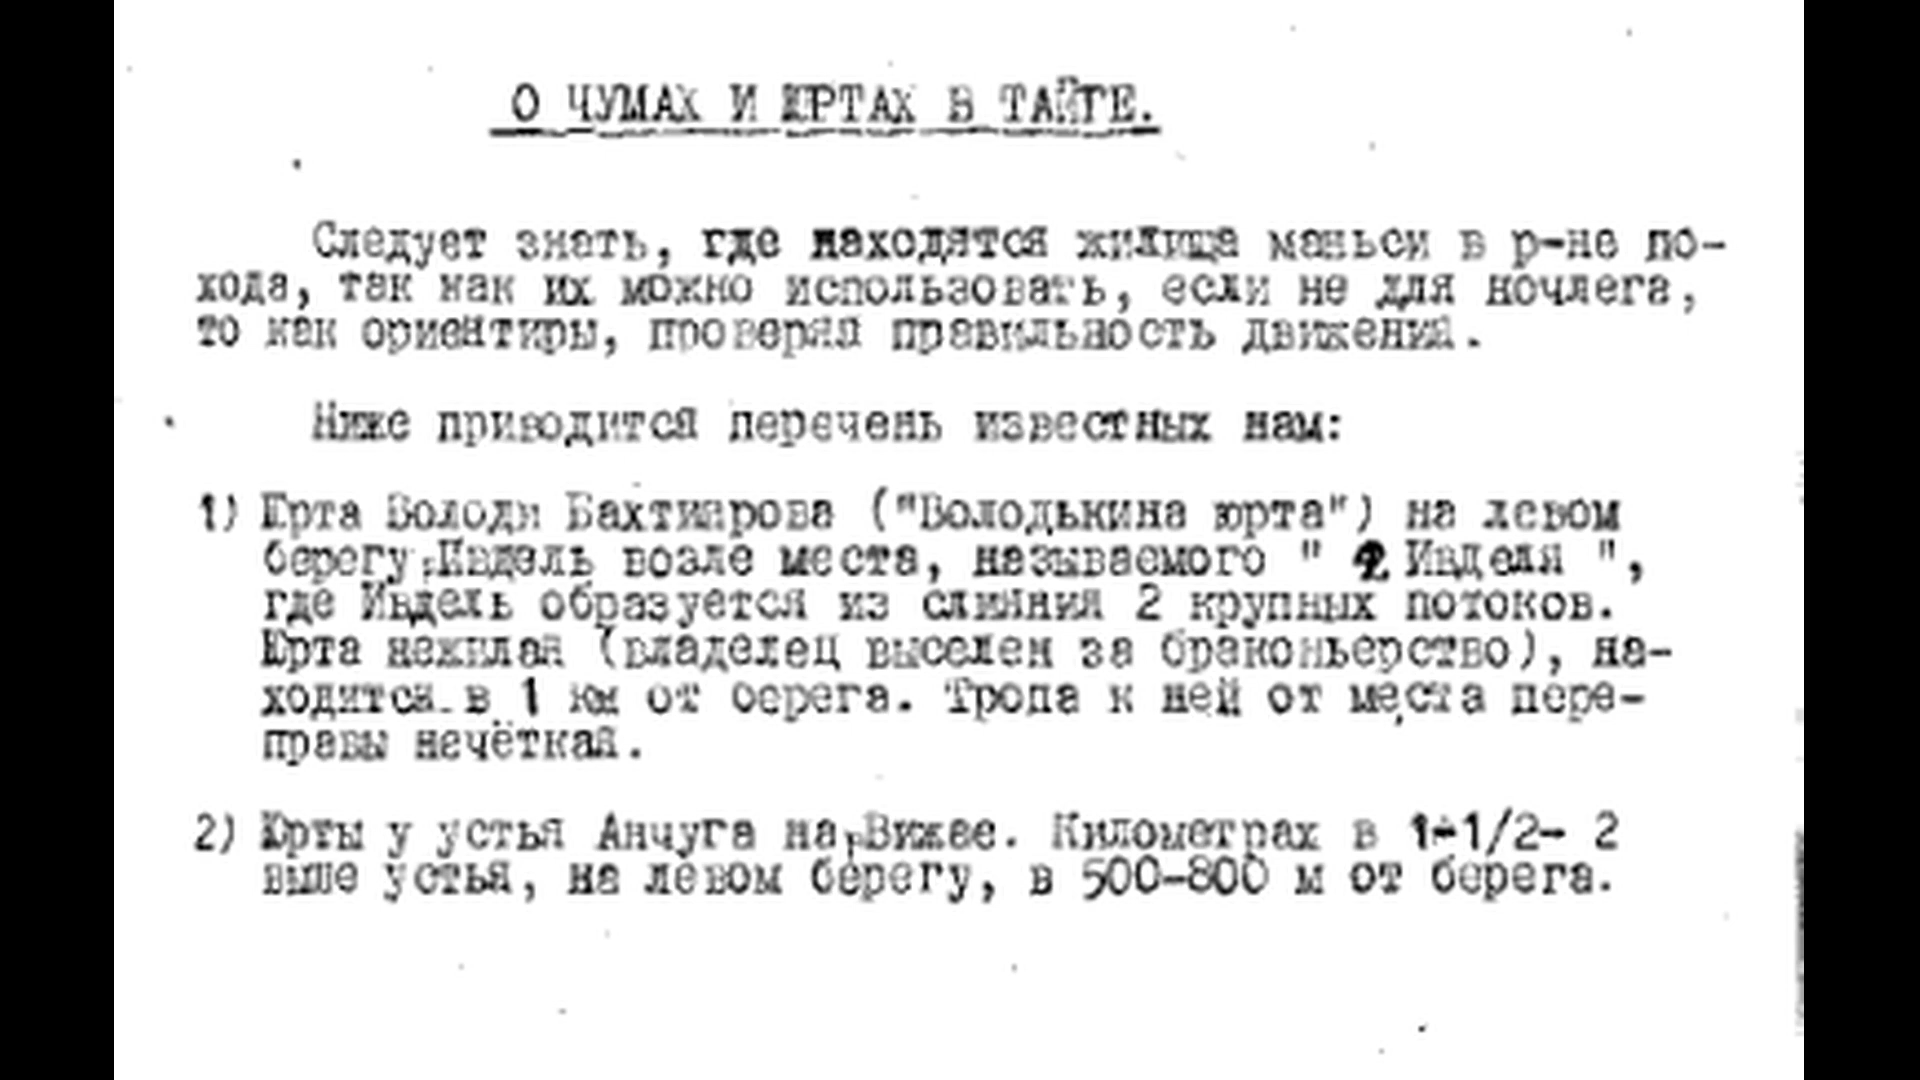 О ЧУМАХ И ЮРТАХ В ТАЙГЕ.
Следует знать, где находятся жилища маньси в р-не по-
хода, так как их можно использовать, если не для ночлега,
то как ориентиры, проверяя правильность движения.
Ниже приводится перечень известных нам:
1) Юрта Володи Бахтиярова ("Володькина юрта") на левом
берегу Ивдель возле места, называемого " 2 Ивделя ",
где Ивдель образуется из слияния 2 крупных потоков.
Юрта нежилая (владелец выселен за браконьерство), на-
ходится в 1 км от берега. Тропа к ней от места пере-
правы нечёткая.
2) Юрты у устья Анчуга на Вижае. Километрах в 1-1/2- 2
выше устья, на левом берегу, в 500-800 м от берега.